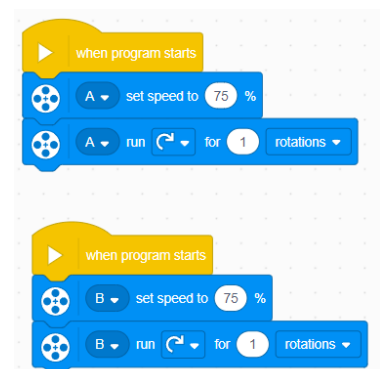 when program starts
A set speed to 75 %
A run for 1 rotations
when program starts
B set speed to 75 %
B run for 1 rotations